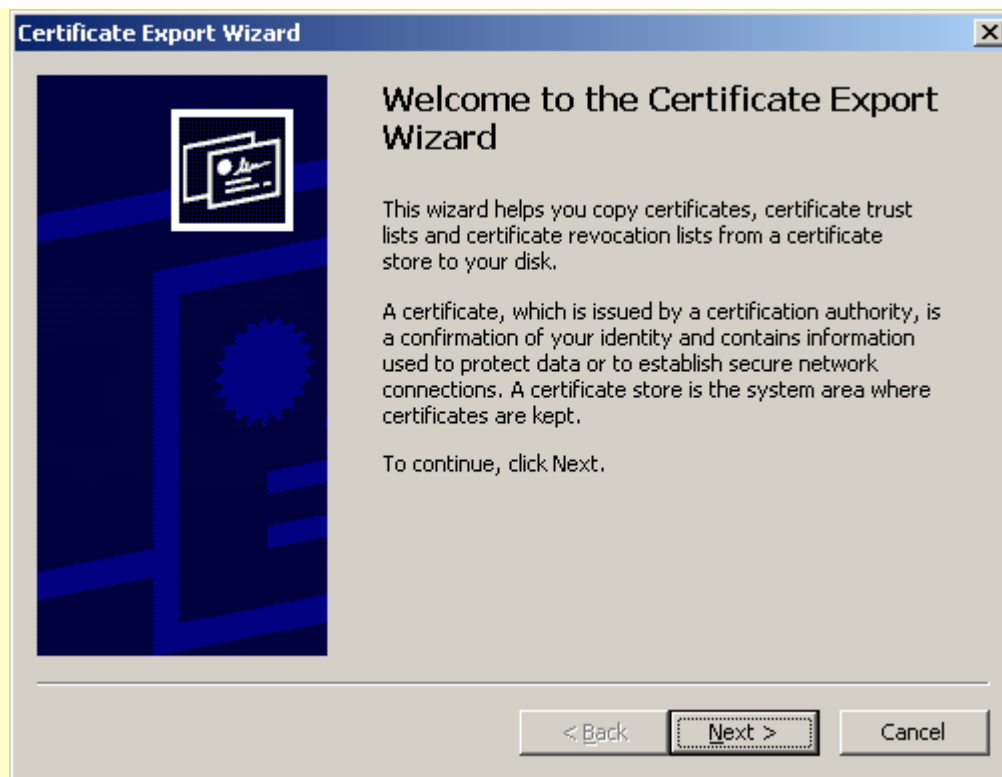 Certificate Export Wizard
Welcome to the Certificate Export
Wizard
This wizard helps you copy certificates, certificate trust
lists and certificate revocation lists from a certificate
store to your disk.
A certificate, which is issued by a certification authority, is
a confirmation of your identity and contains information
used to protect data or to establish secure network
connections. A certificate store is the system area where
certificates are kept.
To continue, click Next.
< Back
Next >
Cancel